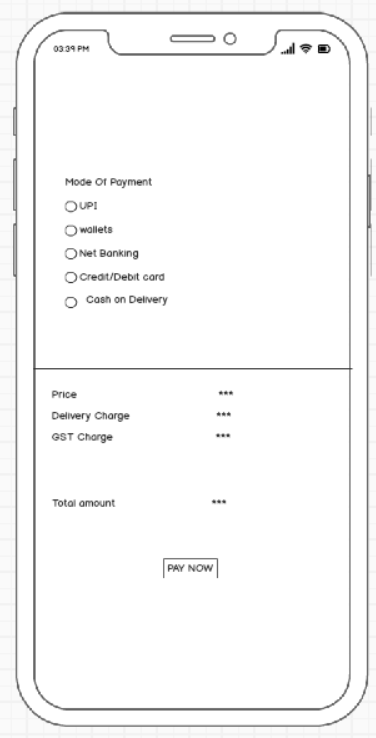 03:39 PM
Mode Of Payment
UPI
wallets
Net Banking
Credit/Debit card
Cash on Delivery
Price ***
Delivery Charge ***
GST Charge ***
Total amount ***
PAY NOW